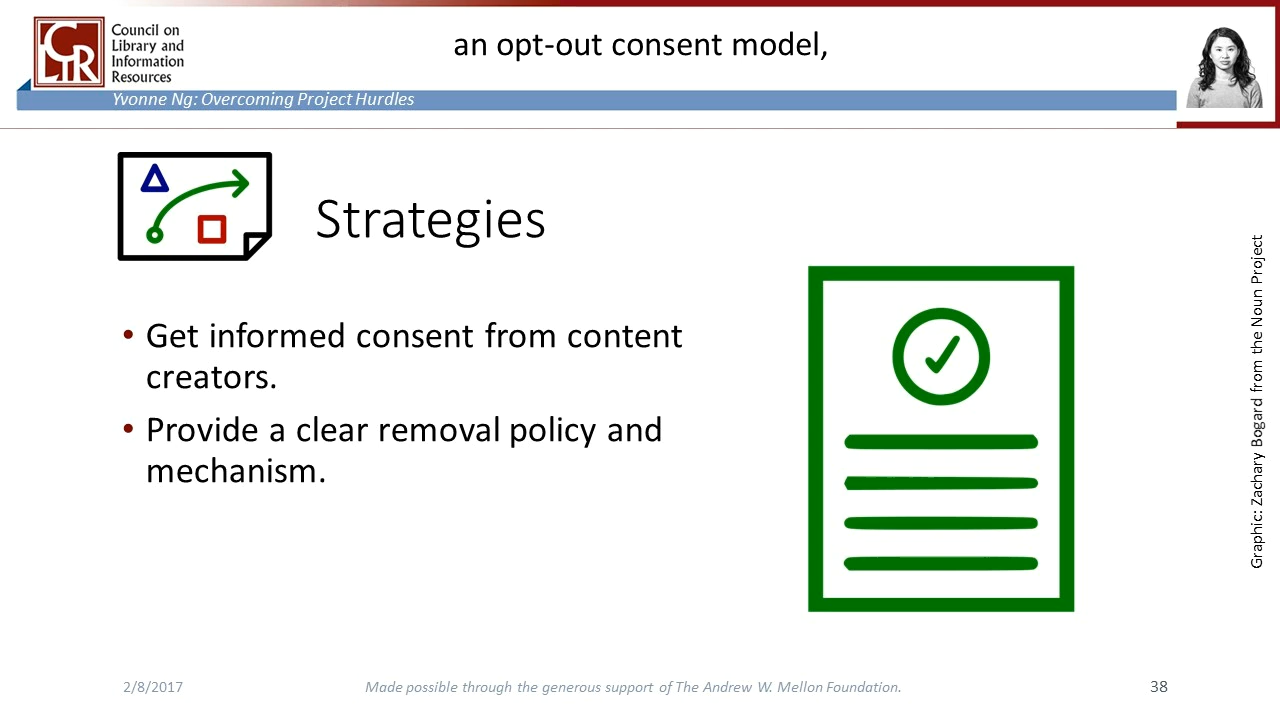 Council on
Library and
Information
Resources
CLIR
an opt-out consent model,
Yvonne Ng: Overcoming Project Hurdles
Strategies
• Get informed consent from content
creators.
• Provide a clear removal policy and
mechanism.
Graphic: Zachary Bogard from the Noun Project
2/8/2017
Made possible through the generous support of The Andrew W. Mellon Foundation.
38